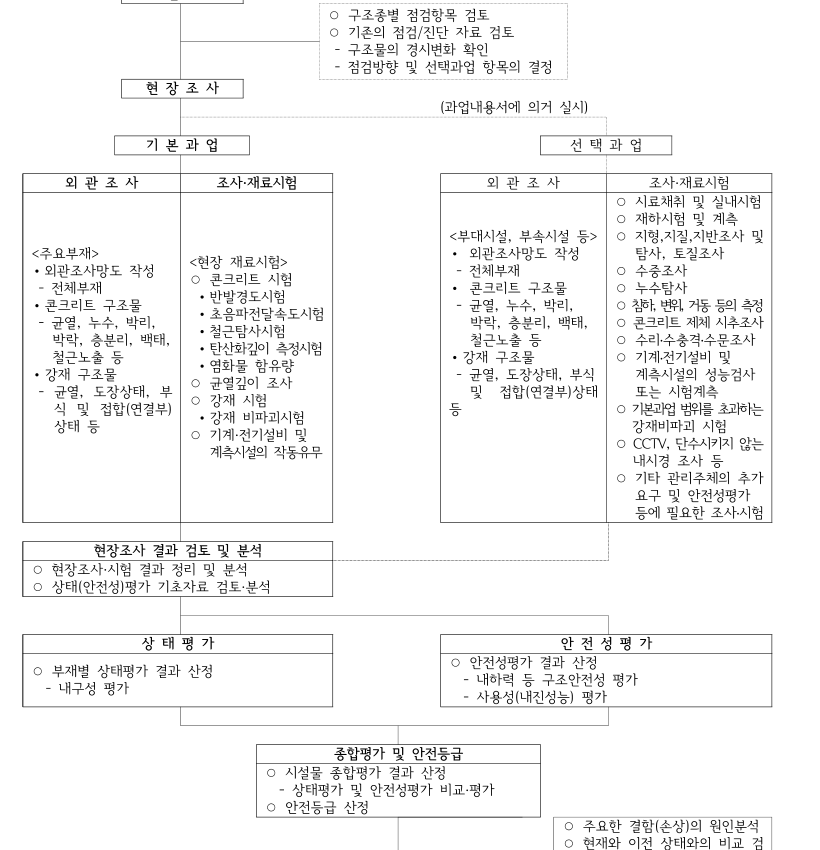 ○ 구조종별 점검항목 검토
○ 기존의 점검/진단 자료 검토
- 구조물의 경시변화 확인
- 점검방향 및 선택과업 항목의 결정
현 장 조 사
(과업내용서에 의거 실시)
기 본 과 업
외 관 조 사
<주요부재>
• 외관조사망도 작성
- 전체부재
• 콘크리트 구조물
- 균열, 누수, 박리,
박락, 층분리, 백태,
철근노출 등
• 강재 구조물
- 균열, 도장상태, 부
식 및 접합(연결부)
상태 등
조사·재료시험
<현장 재료시험>
○ 콘크리트 시험
• 반발경도시험
• 초음파전달속도시험
• 철근탐사시험
• 탄산화깊이 측정시험
• 염화물 함유량
○ 균열깊이 조사
○ 강재 시험
• 강재 비파괴시험
○ 기계·전기설비 및
계측시설의 작동유무
선 택 과 업
외 관 조 사
<부대시설, 부속시설 등>
• 외관조사망도 작성
- 전체부재
• 콘크리트 구조물
- 균열, 누수, 박리,
박락, 층분리, 백태,
철근노출 등
• 강재 구조물
- 균열, 도장상태, 부식
및 접합(연결부)상태
등
조사·재료시험
○ 시료채취 및 실내시험
○ 재하시험 및 계측
○ 지형,지질,지반조사 및
탐사, 토질조사
○ 수중조사
○ 누수탐사
○ 침하, 변위, 거동 등의 측정
○ 콘크리트 제체 시추조사
○ 수리·수충격·수문조사
○ 기계·전기설비 및
계측시설의 성능검사
또는 시험계측
○ 기본과업 범위를 초과하는
강재비파괴 시험
○ CCTV, 단수시키지 않는
내시경 조사 등
○ 기타 관리주체의 추가
요구 및 안전성평가
등에 필요한 조사·시험
현장조사 결과 검토 및 분석
○ 현장조사·시험 결과 정리 및 분석
○ 상태(안전성)평가 기초자료 검토·분석
상 태 평 가
○ 부재별 상태평가 결과 산정
- 내구성 평가
안 전 성 평 가
○ 안전성평가 결과 산정
- 내하력 등 구조안전성 평가
- 사용성(내진성능) 평가
종합평가 및 안전등급
○ 시설물 종합평가 결과 산정
- 상태평가 및 안전성평가 비교·평가
○ 안전등급 산정
○ 주요한 결함(손상)의 원인분석
○ 현재와 이전 상태와의 비교 검